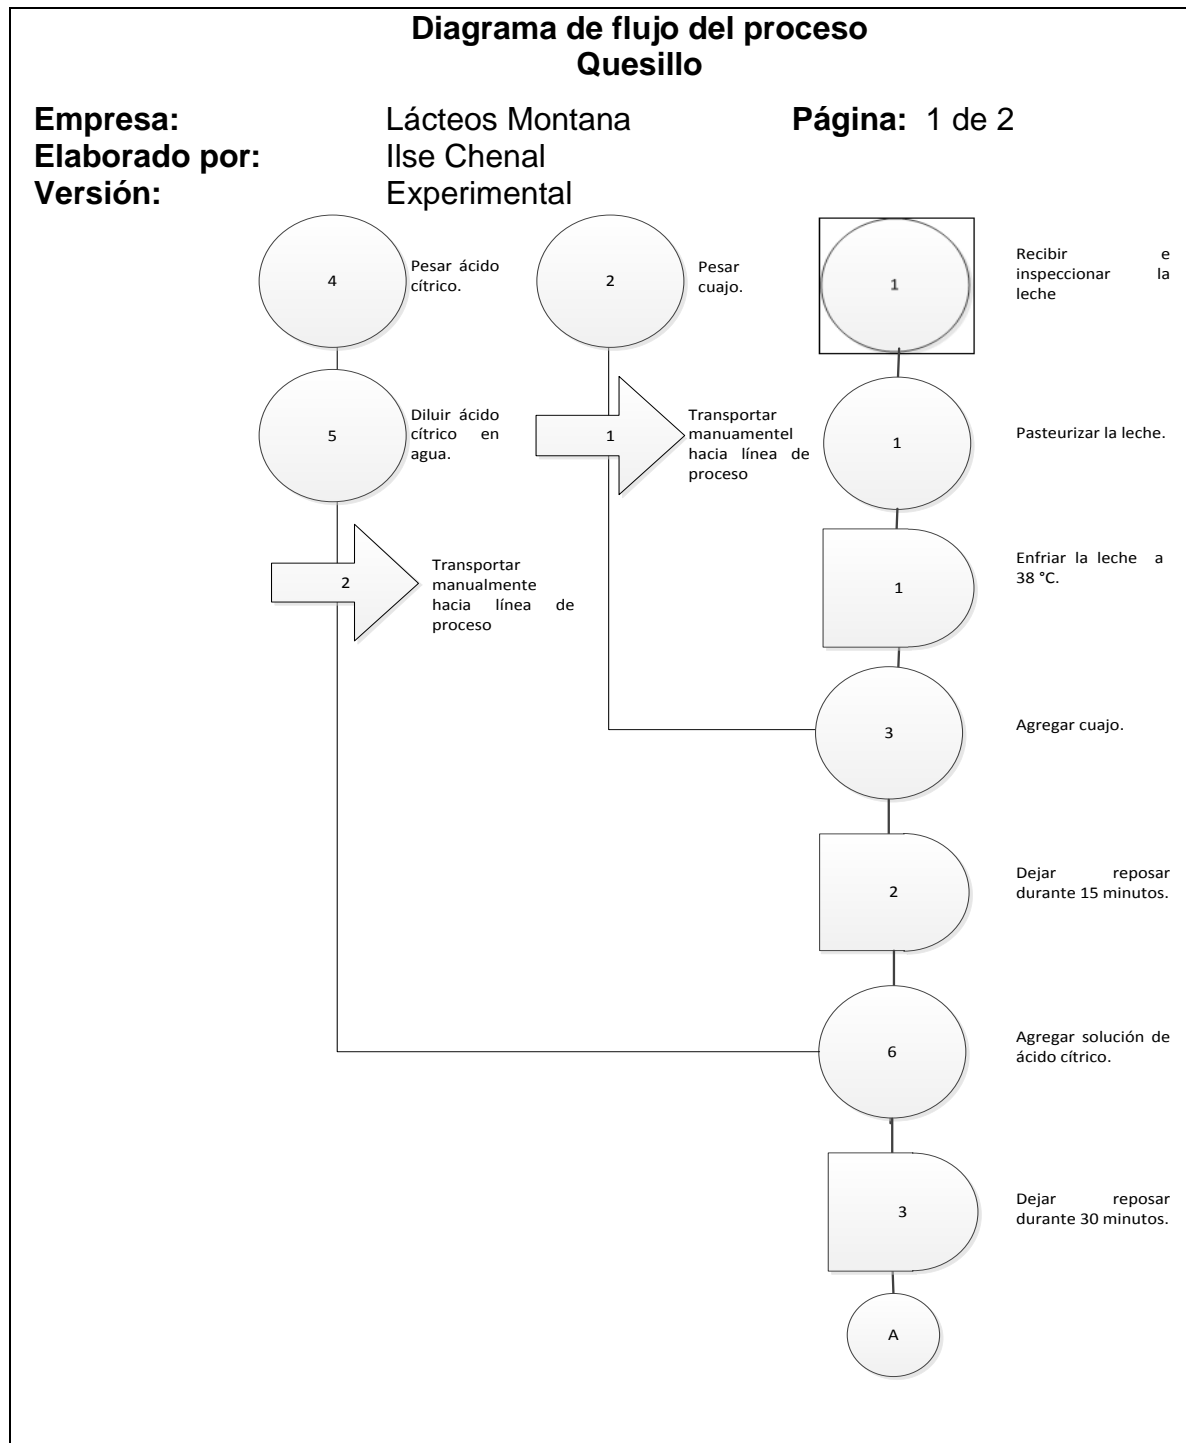 Diagrama de flujo del proceso
Quesillo
Empresa: Lácteos Montana Página: 1 de 2
Elaborado por: Ilse Chenal
Versión: Experimental
4
Pesar ácido
cítrico.
2
Pesar
cuajo.
1
Recibir e
inspeccionar la
leche
5
Diluir ácido
cítrico en
agua.
1
Transportar
manuamentel
hacia línea de
proceso
1
Pasteurizar la leche.
2
Transportar
manualmente
hacia línea de
proceso
1
Enfriar la leche a
38 °C.
3
Agregar cuajo.
2
Dejar reposar
durante 15 minutos.
6
Agregar solución de
ácido cítrico.
3
Dejar reposar
durante 30 minutos.
A